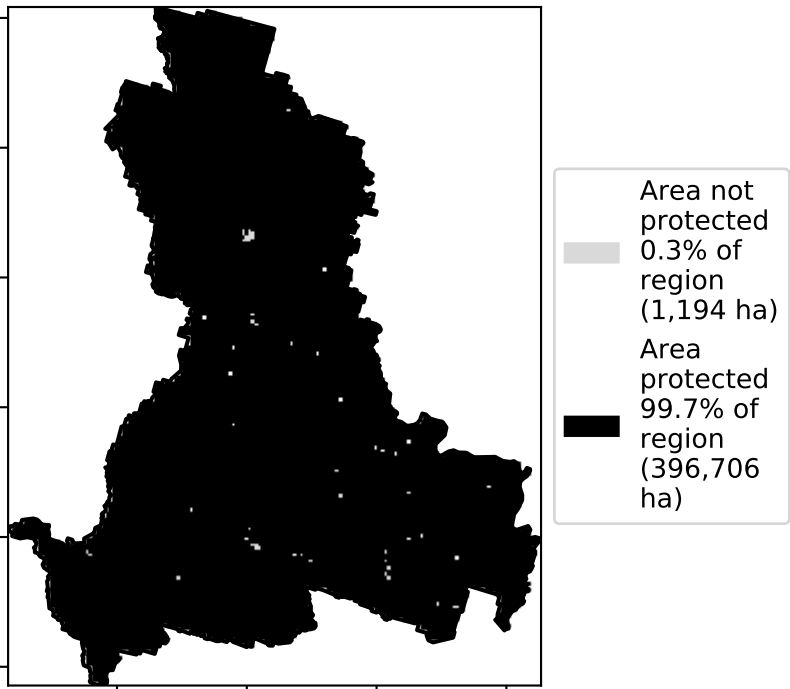 Area not
protected
0.3% of
region
(1,194 ha)
Area
protected
99.7% of
region
(396,706
ha)